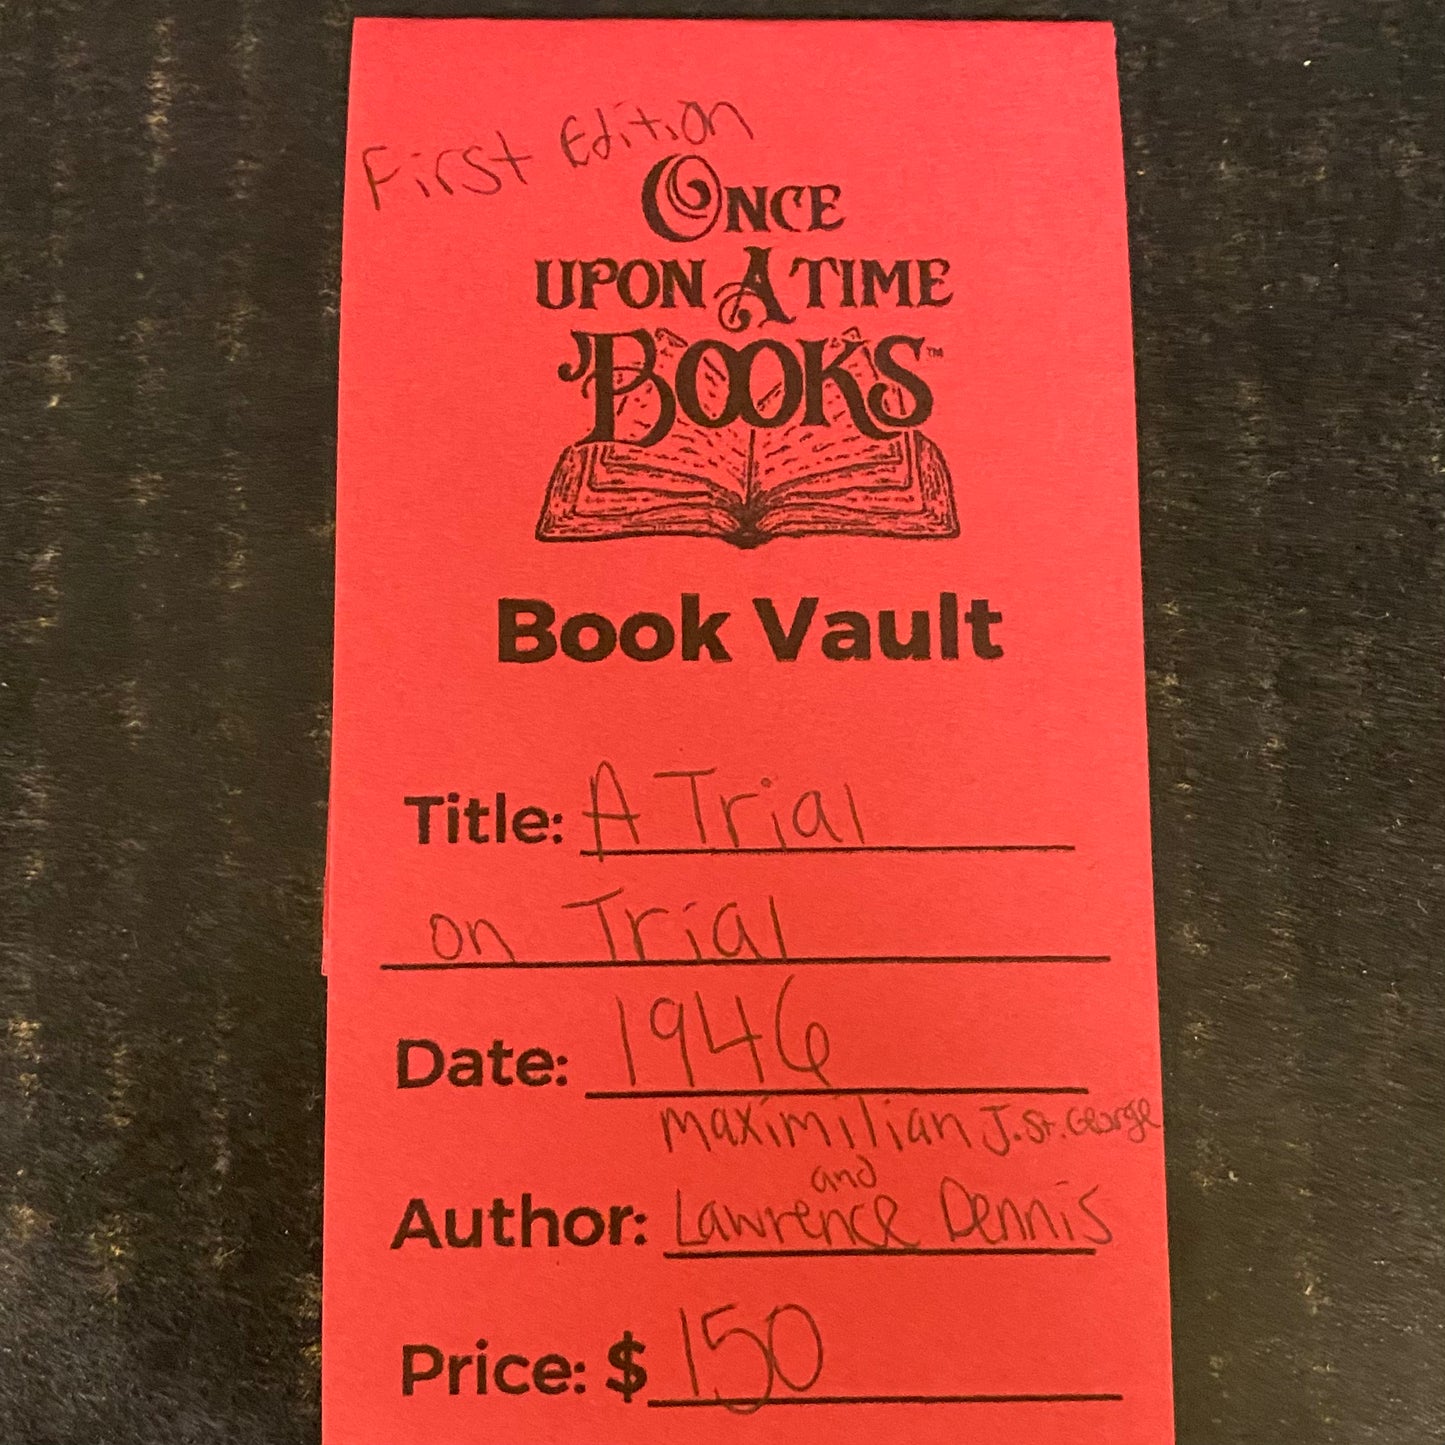 First Edition
ONCE
UPON A TIME
BOOKS™
Book Vault
Title: A Trial
on Trial
Date: 1946
Maximilian J. St. George
and
Author: Lawrence Dennis
Price: $ 150